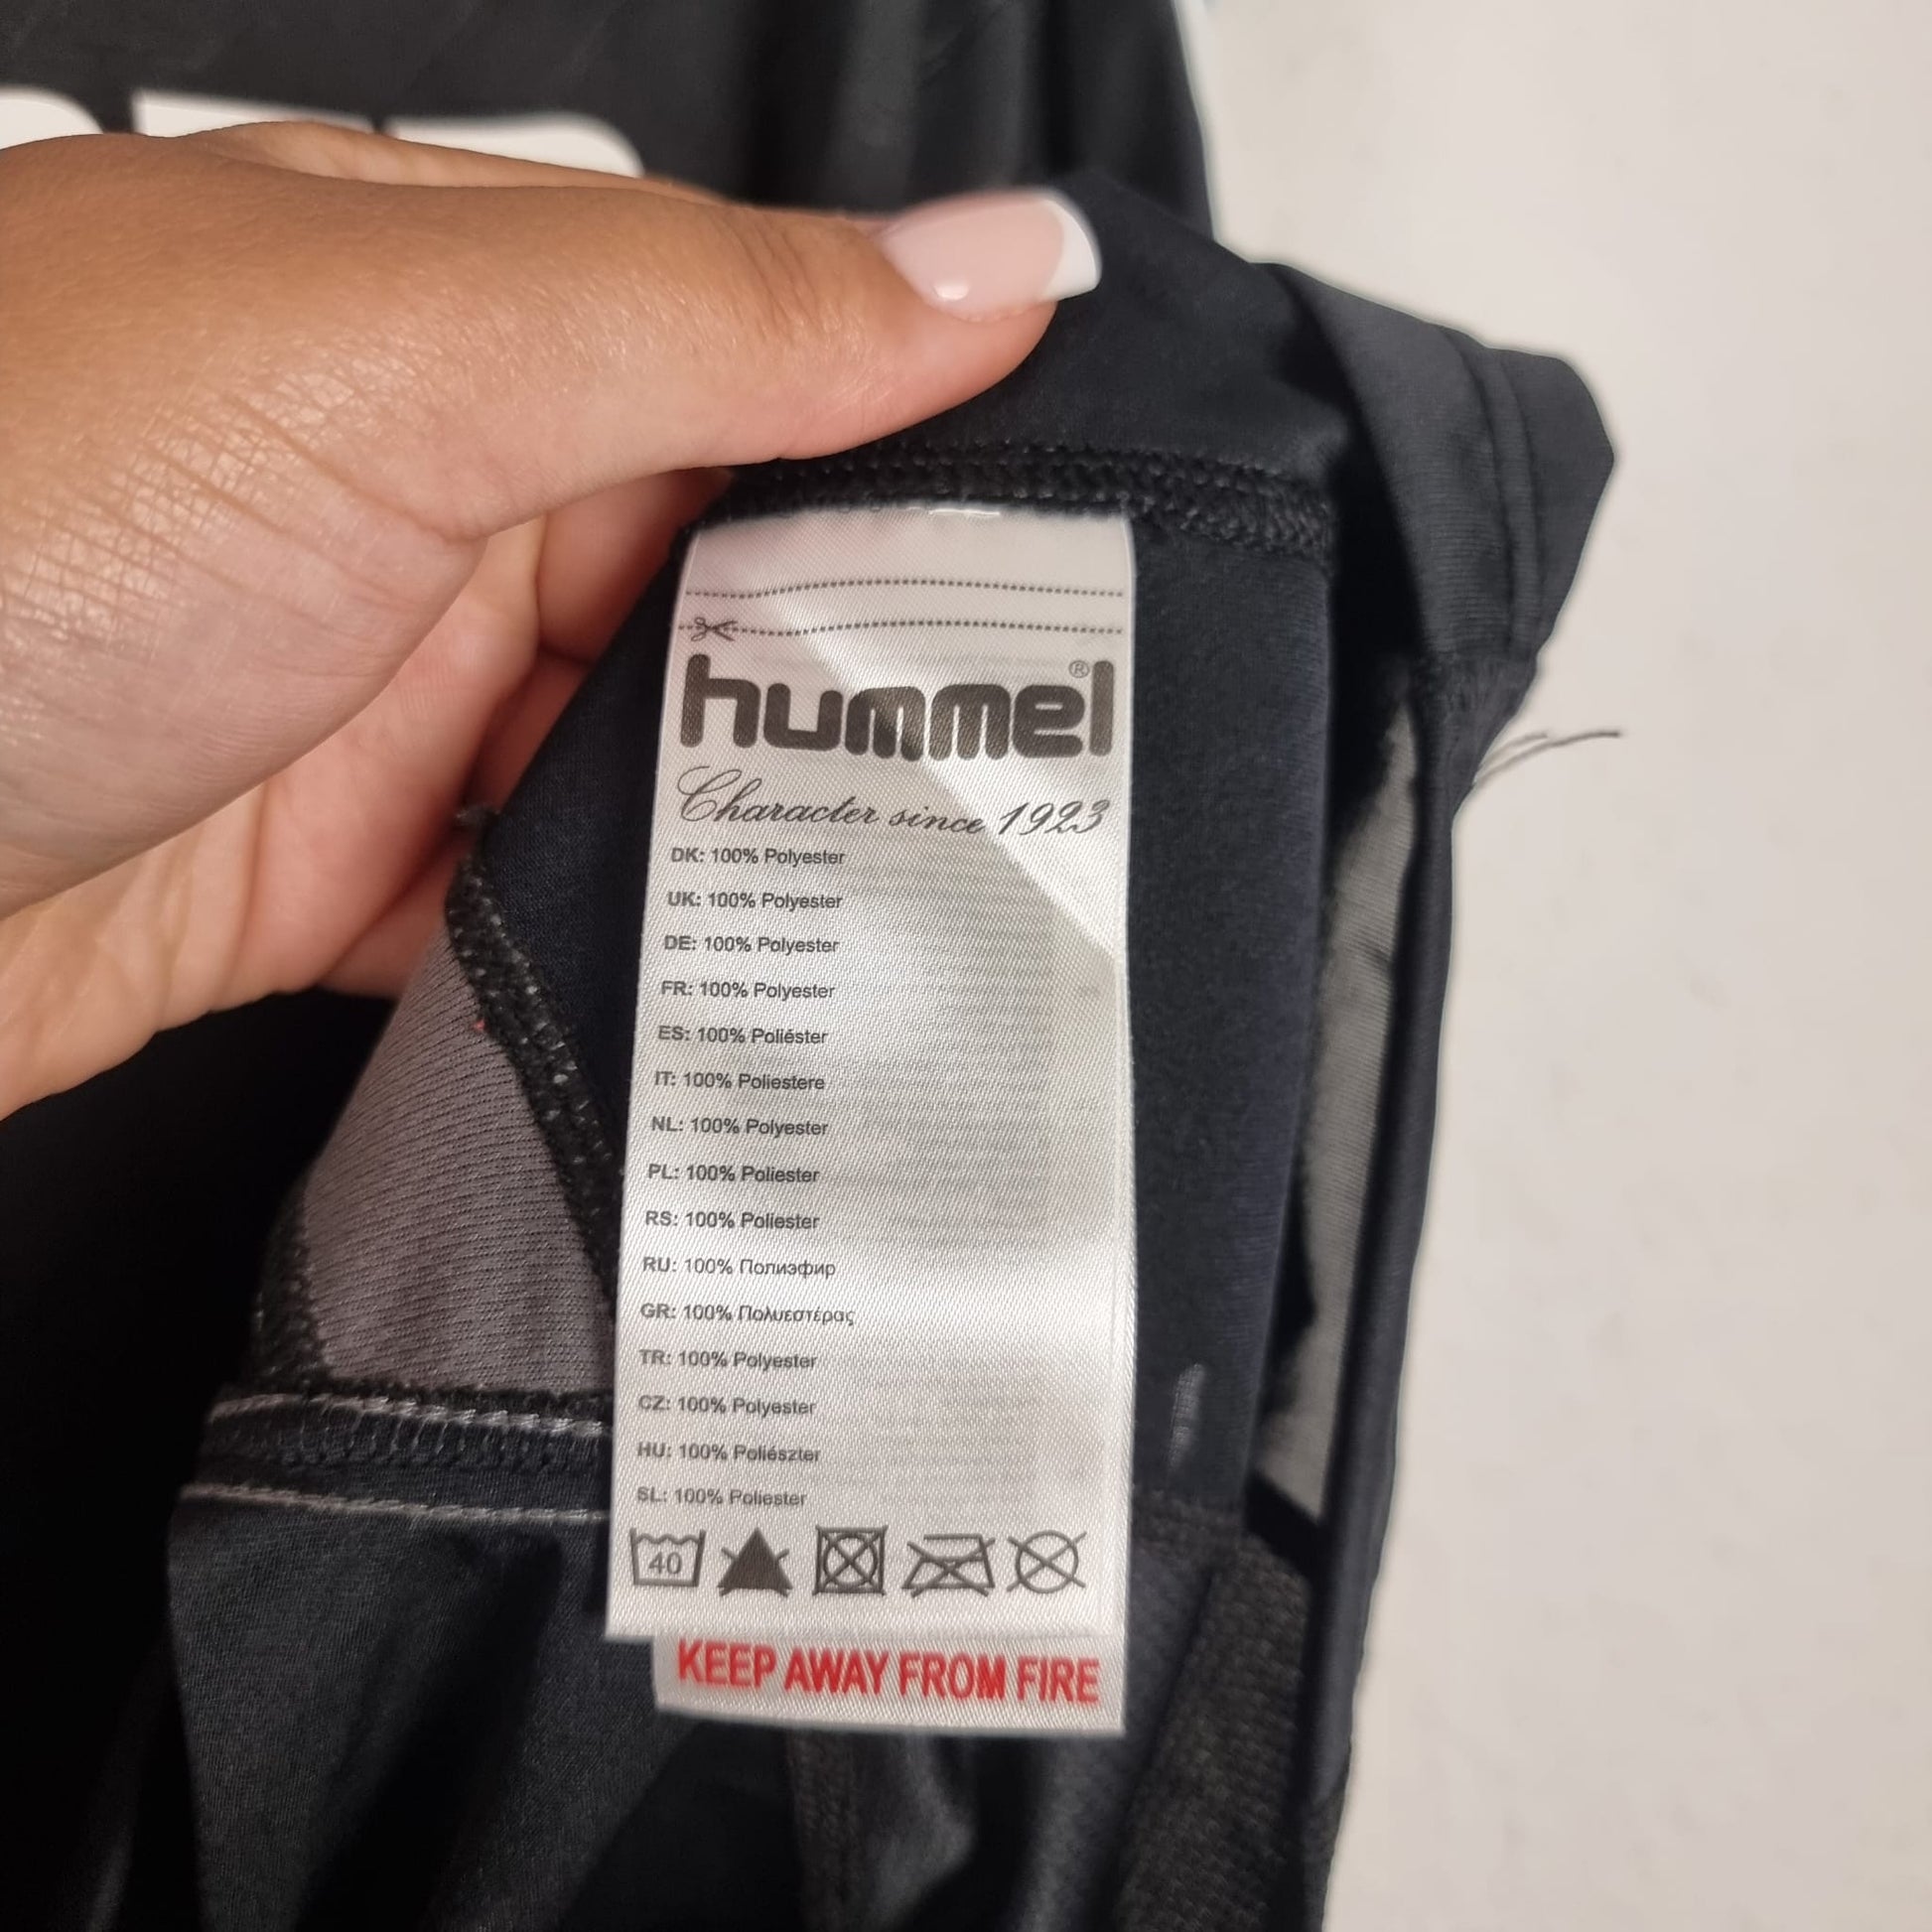 hummel®
Character since 1923
DK: 100% Polyester
UK: 100% Polyester
DE: 100% Polyester
FR: 100% Polyester
ES: 100% Poliéster
IT: 100% Poliestere
NL: 100% Polyester
PL: 100% Poliester
RS: 100% Poliester
RU: 100% Полиэфир
GR: 100% Πολυεστέρας
TR: 100% Polyester
CZ: 100% Polyester
HU: 100% Poliészter
SL: 100% Poliester
40
KEEP AWAY FROM FIRE